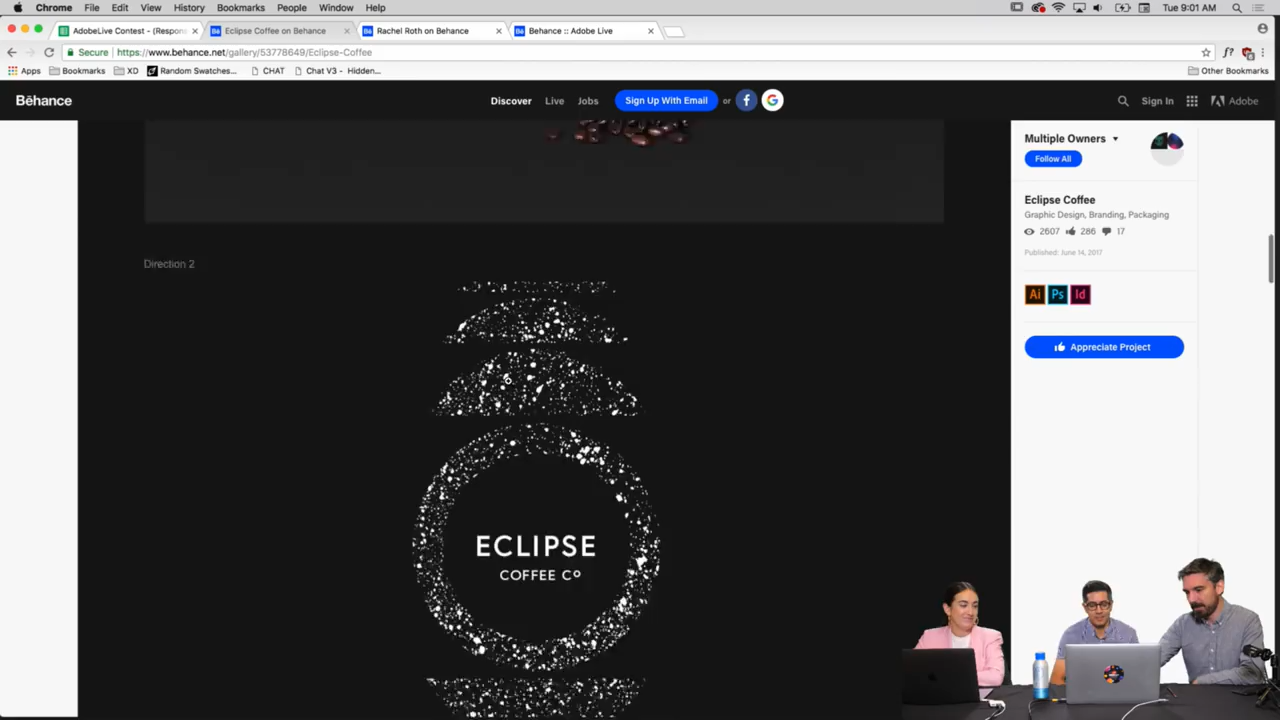 Chrome File Edit View History Bookmarks People Window Help Tue 9:01 AM
AdobeLive Contest - (Respon Eclipse Coffee on Behance Rachel Roth on Behance Behance :: Adobe Live
Secure https://www.behance.net/gallery/53778649/Eclipse-Coffee
Apps Bookmarks XD Random Swatches... CHAT Chat V3 - Hidden... Other Bookmarks
Bēhance Discover Live Jobs Sign Up With Email or f G Sign In Adobe
Multiple Owners
Follow All
Eclipse Coffee
Graphic Design, Branding, Packaging
2607 286 17
Published: June 14, 2017
Ai Ps Id
Appreciate Project
Direction 2
ECLIPSE
COFFEE Cº